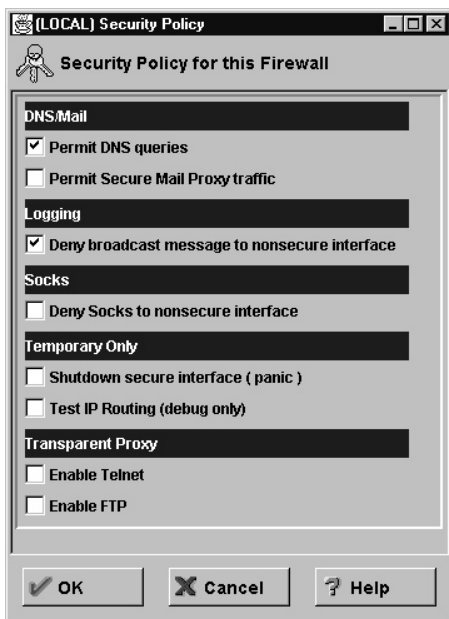 (LOCAL) Security Policy
Security Policy for this Firewall
DNS/Mail
Permit DNS queries
Permit Secure Mail Proxy traffic
Logging
Deny broadcast message to nonsecure interface
Socks
Deny Socks to nonsecure interface
Temporary Only
Shutdown secure interface ( panic )
Test IP Routing (debug only)
Transparent Proxy
Enable Telnet
Enable FTP
OK
Cancel
? Help